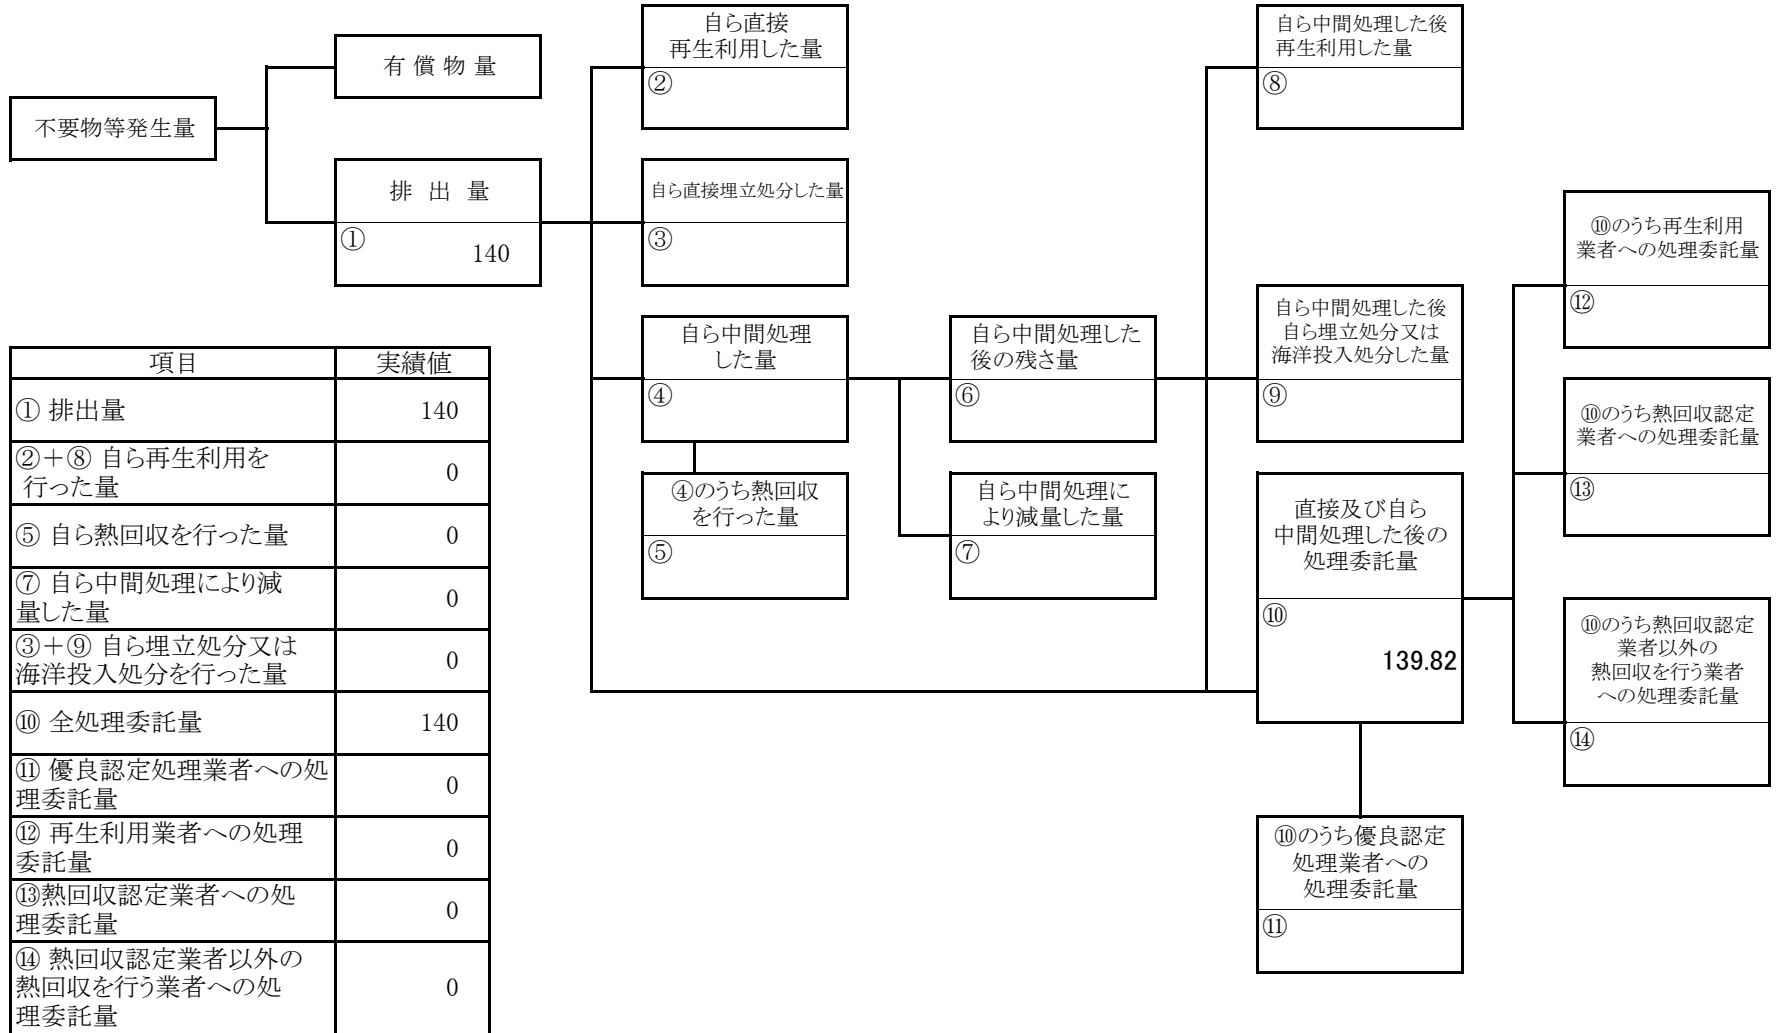 不要物等発生量
有 償 物 量
排 出 量
①
140
自ら直接
再生利用した量
②
自ら直接埋立処分した量
③
自ら中間処理
した量
④
④のうち熱回収
を行った量
⑤
自ら中間処理した
後の残さ量
⑥
自ら中間処理に
より減量した量
⑦
自ら中間処理した後
再生利用した量
⑧
自ら中間処理した後
自ら埋立処分又は
海洋投入処分した量
⑨
直接及び自ら
中間処理した後の
処理委託量
⑩
139.82
⑩のうち優良認定
処理業者への
処理委託量
⑪
⑩のうち再生利用
業者への処理委託量
⑫
⑩のうち熱回収認定
業者への処理委託量
⑬
⑩のうち熱回収認定
業者以外の
熱回収を行う業者
への処理委託量
⑭
項目 実績値
① 排出量 140
②+⑧ 自ら再生利用を
行った量 0
⑤ 自ら熱回収を行った量 0
⑦ 自ら中間処理により減
量した量 0
③+⑨ 自ら埋立処分又は
海洋投入処分を行った量 0
⑩ 全処理委託量 140
⑪ 優良認定処理業者への処
理委託量 0
⑫ 再生利用業者への処理
委託量 0
⑬熱回収認定業者への処
理委託量 0
⑭ 熱回収認定業者以外の
熱回収を行う業者への処
理委託量 0